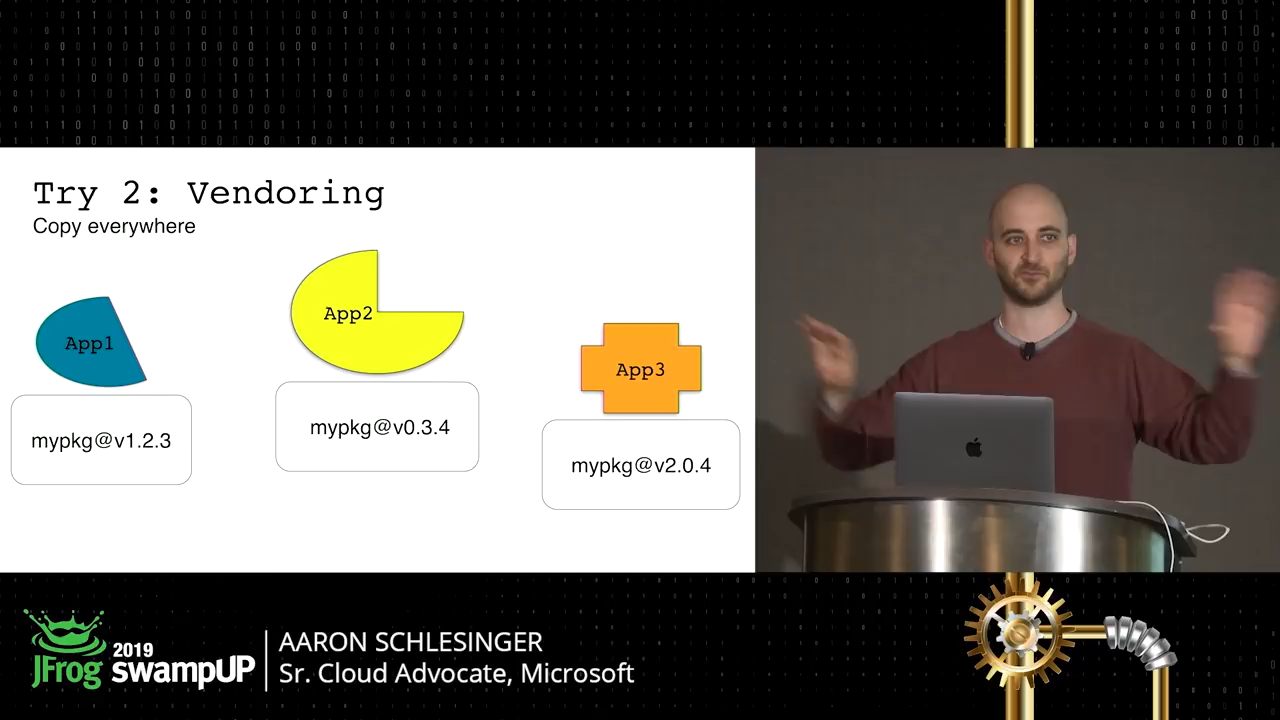 Try 2: Vendoring
Copy everywhere
App1
App2
App3
mypkg@v1.2.3
mypkg@v0.3.4
mypkg@v2.0.4
JFrog
2019
swampUP
AARON SCHLESINGER
Sr. Cloud Advocate, Microsoft